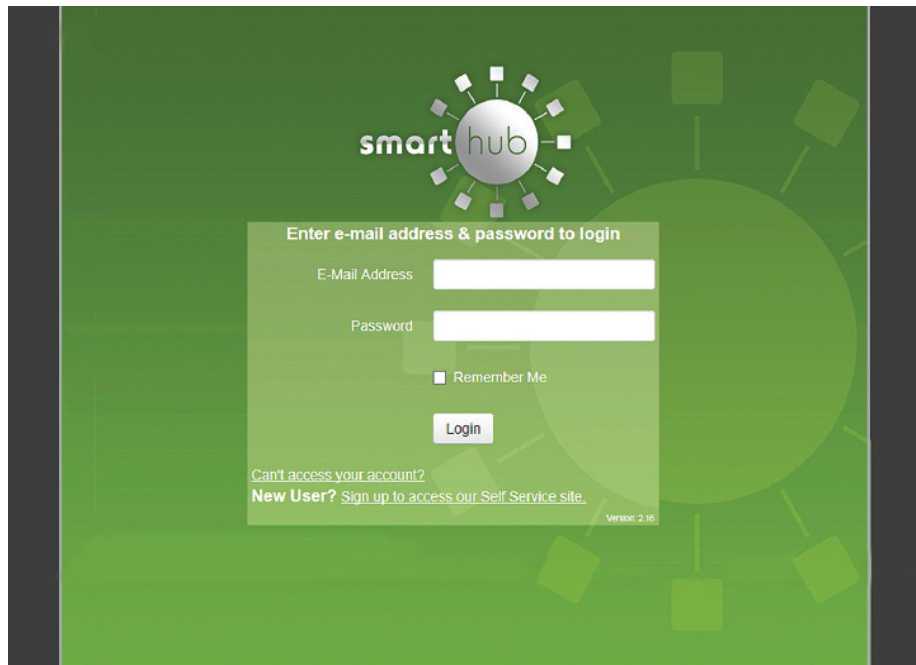 smart hub
Enter e-mail address & password to login
E-Mail Address
Password
Remember Me
Login
Can't access your account?
New User? Sign up to access our Self Service site.
Version: 2.16